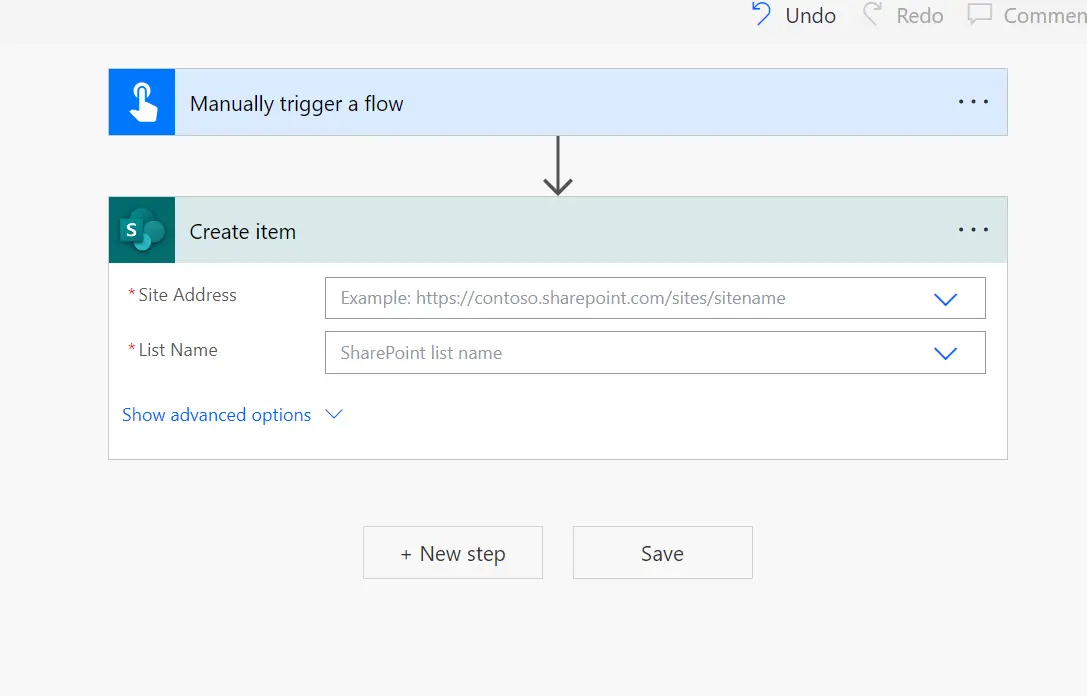 Undo Redo Commen
Manually trigger a flow
S
Create item
* Site Address Example: https://contoso.sharepoint.com/sites/sitename
* List Name SharePoint list name
Show advanced options
+ New step Save